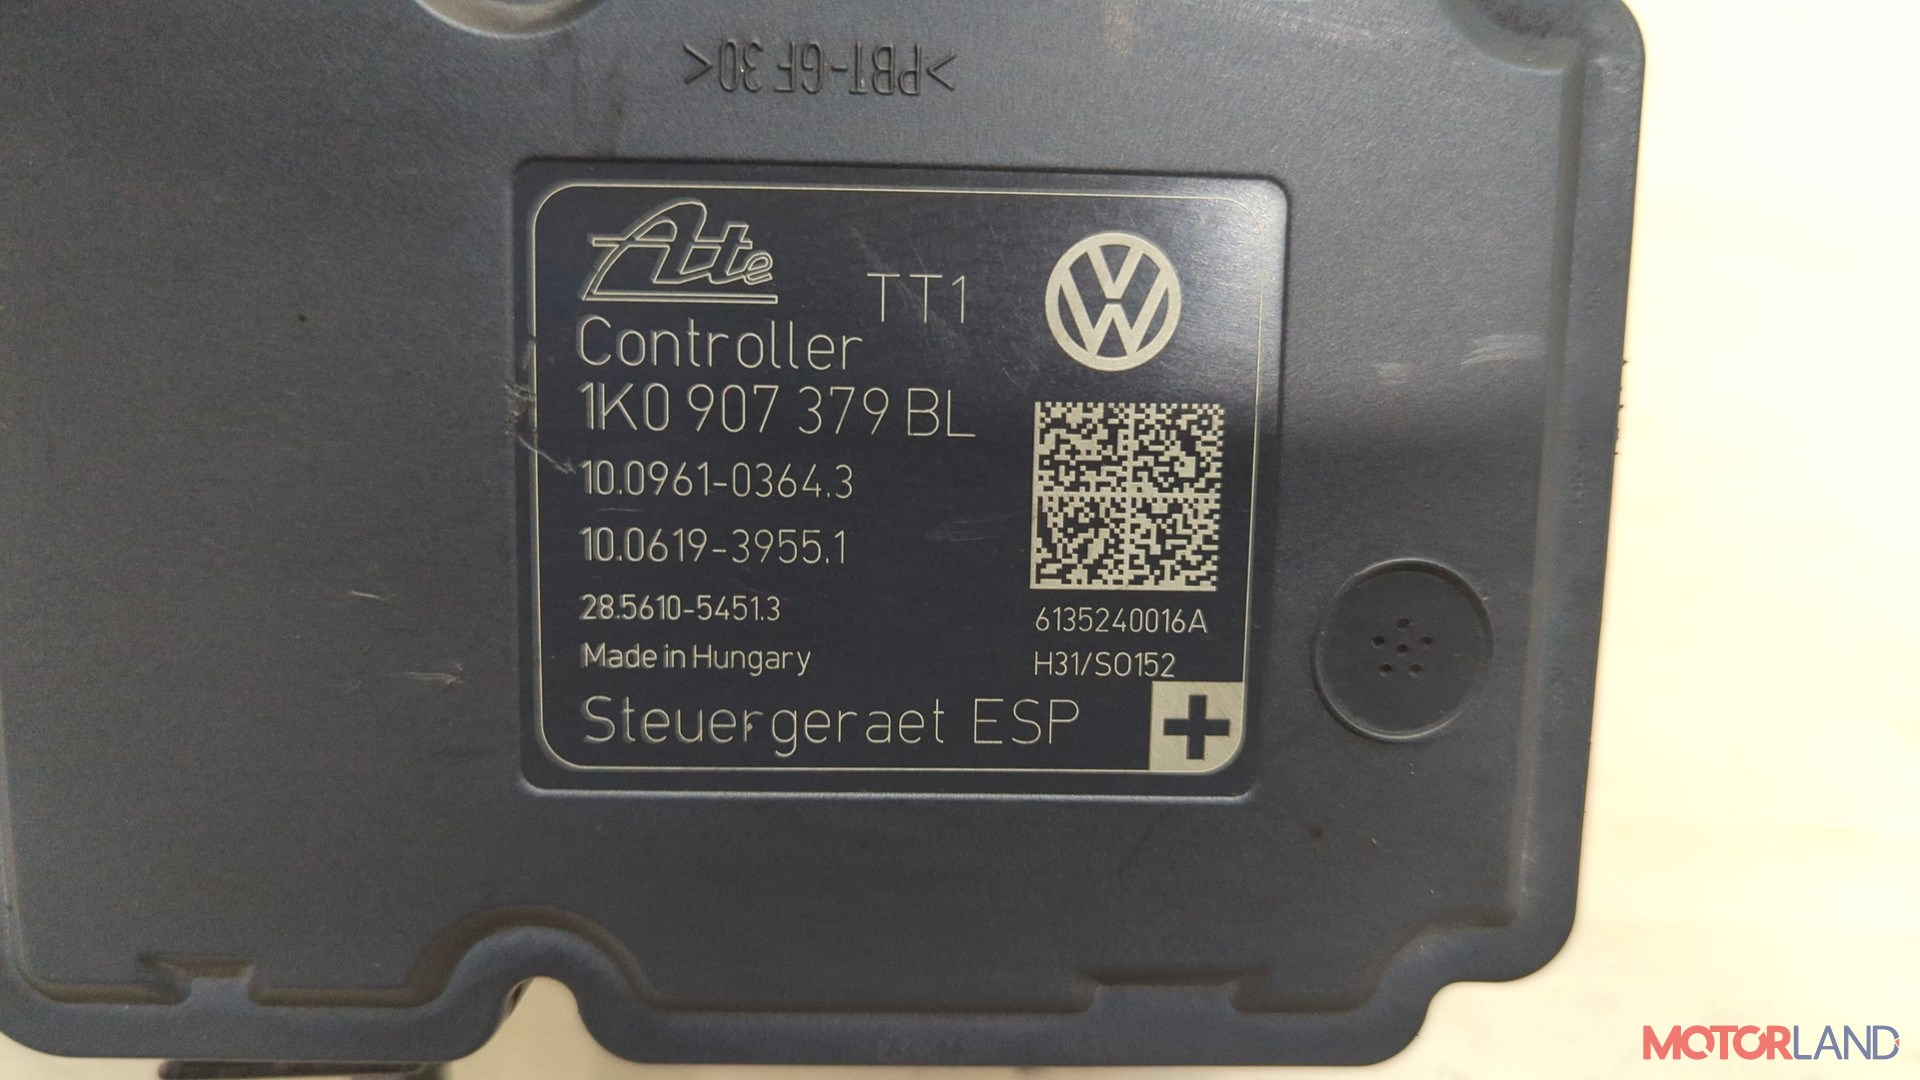 >PBT-GF 30<
Ate
TT1
Controller
1K0 907 379 BL
10.0961-0364.3
10.0619-3955.1
28.5610-5451.3
6135240016A
Made in Hungary
H31/S0152
Steuergeraet ESP
MOTORLAND